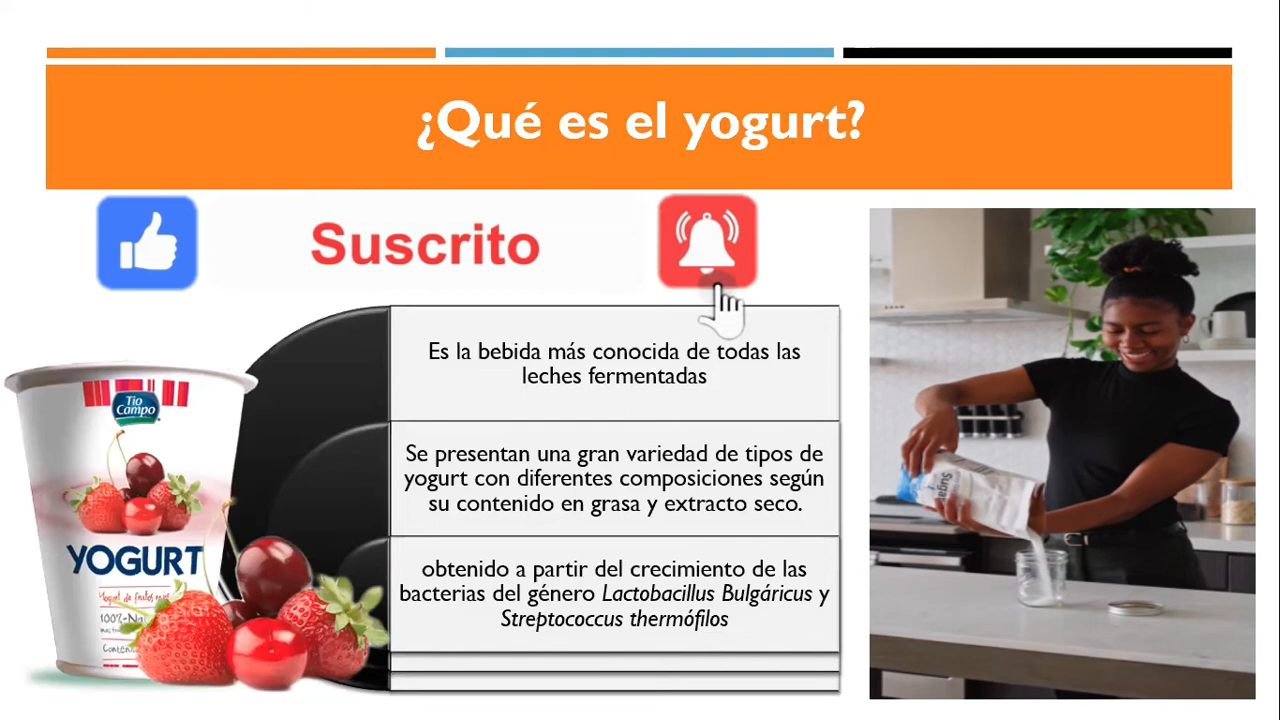 ¿Qué es el yogurt?
Suscrito
Es la bebida más conocida de todas las
leches fermentadas
Se presentan una gran variedad de tipos de
yogurt con diferentes composiciones según
su contenido en grasa y extracto seco.
obtenido a partir del crecimiento de las
bacterias del género Lactobacillus Bulgáricus y
Streptococcus thermófilos
Tio
Campo
YOGURT
100%
Sugar